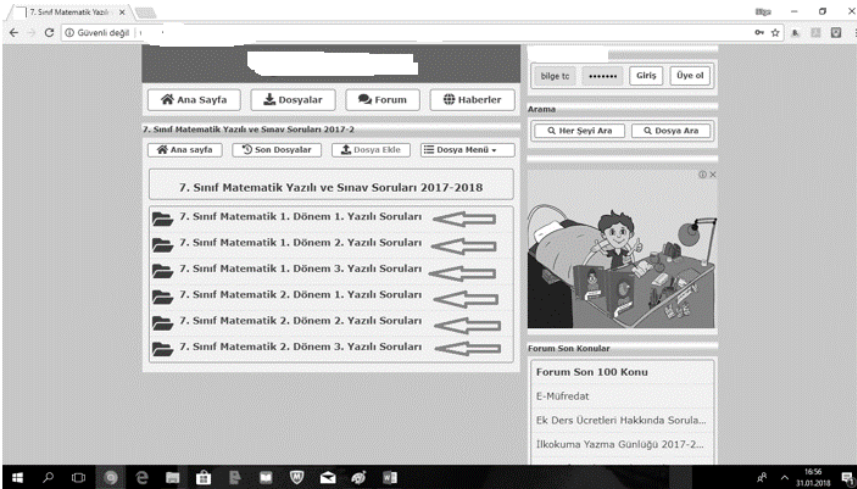 7. Sınıf Matematik Yazılı
Güvenli değil
bilge tc
Giriş
Üye ol
Ana Sayfa
Dosyalar
Forum
Haberler
Arama
Her Şeyi Ara
Dosya Ara
7. Sınıf Matematik Yazılı ve Sınav Soruları 2017-2
Ana sayfa
Son Dosyalar
Dosya Ekle
Dosya Menü
7. Sınıf Matematik Yazılı ve Sınav Soruları 2017-2018
7. Sınıf Matematik 1. Dönem 1. Yazılı Soruları
7. Sınıf Matematik 1. Dönem 2. Yazılı Soruları
7. Sınıf Matematik 1. Dönem 3. Yazılı Soruları
7. Sınıf Matematik 2. Dönem 1. Yazılı Soruları
7. Sınıf Matematik 2. Dönem 2. Yazılı Soruları
7. Sınıf Matematik 2. Dönem 3. Yazılı Soruları
Forum Son Konular
Forum Son 100 Konu
E-Müfredat
Ek Ders Ücretleri Hakkında Sorula...
İlkokuma Yazma Günlüğü 2017-2...
16:56
31.01.2018